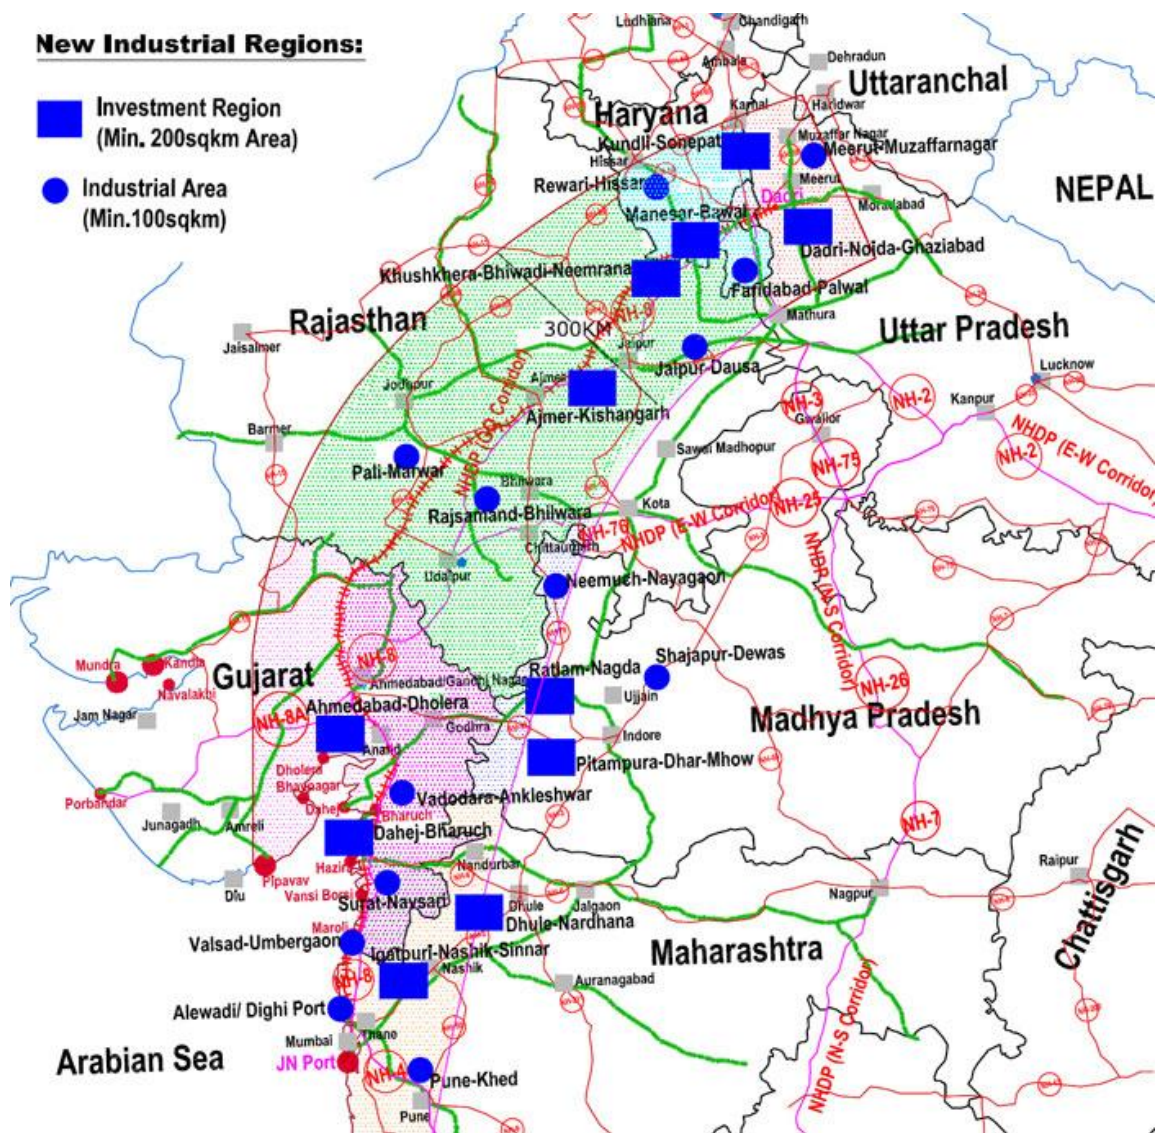 New Industrial Regions:
Investment Region
(Min. 200sqkm Area)
Industrial Area
(Min.100sqkm)
Ludhiana
Chandigarh
Ambala
Dehradun
Uttaranchal
Haryana
Karnal
Haridwar
Kundli-Sonepat
Muzaffar Nagar
Meerut-Muzaffarnagar
Hissar
Rewari-Hissar
Meerut
Dadri
Moradabad
NEPAL
Manesar-Bawal
Dadri-Noida-Ghaziabad
Khushkhera-Bhiwadi-Neemrana
Faridabad-Palwal
NH-8
Mathura
Rajasthan
300KM
Uttar Pradesh
Jaisalmer
Jaipur
Jaipur-Dausa
Lucknow
Jodhpur
Ajmer
Ajmer-Kishangarh
NH-3
NH-2
Kanpur
Gwalior
Barmer
Sawai Madhopur
NHDP (E-W Corridor)
NH-2
Pali-Marwar
NHDP (GQ Corridor)
NH-75
Bhilwara
Rajsamand-Bhilwara
Kota
NH-25
NH-76
NHDP (E-W Corridor)
Chittaurgarh
Udaipur
Neemuch-Nayagaon
NHDP (N-S Corridor)
Mundra
Kandla
Navalakhi
Gujarat
NH-8
Ahmedabad/Gandhi Nagar
Ratlam-Nagda
Shajapur-Dewas
NH-26
Jam Nagar
NH-8A
Ahmedabad-Dholera
Ujjain
Madhya Pradesh
Anand
Godhra
Indore
Dholera
Pitampura-Dhar-Mhow
Bhavnagar
Porbandar
Dahej
Vadodara-Ankleshwar
Bharuch
Junagadh
Amreli
NH-7
Dahej-Bharuch
Hazira
Nandurbar
Pipavav
Diu
Vansi Borsi
Surat-Navsari
Dhule
Jalgaon
Nagpur
Raipur
Chattisgarh
Maroli
Dhule-Nardhana
Valsad-Umbergaon
Igatpuri-Nashik-Sinnar
Maharashtra
Nashik
NH-8
Auranagabad
Alewadi/ Dighi Port
Thane
Mumbai
Arabian Sea
JN Port
NH-4
Pune-Khed
Pune
NHDP (N-S Corridor)